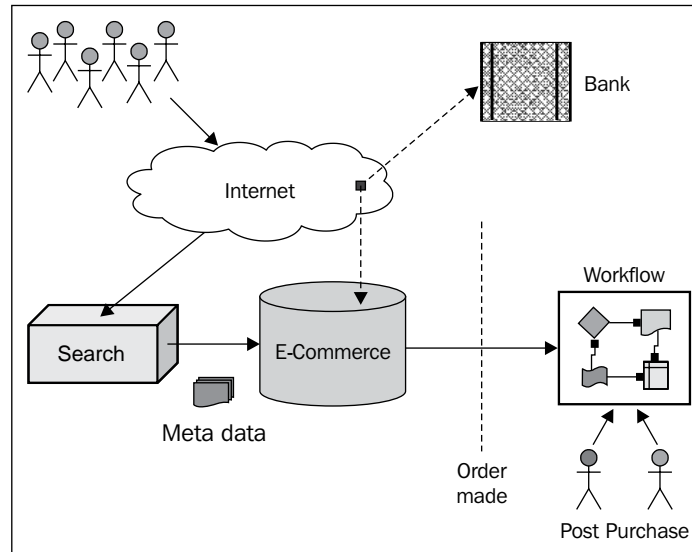 Bank
Internet
Workflow
Search
E-Commerce
Meta data
Order
made
Post Purchase